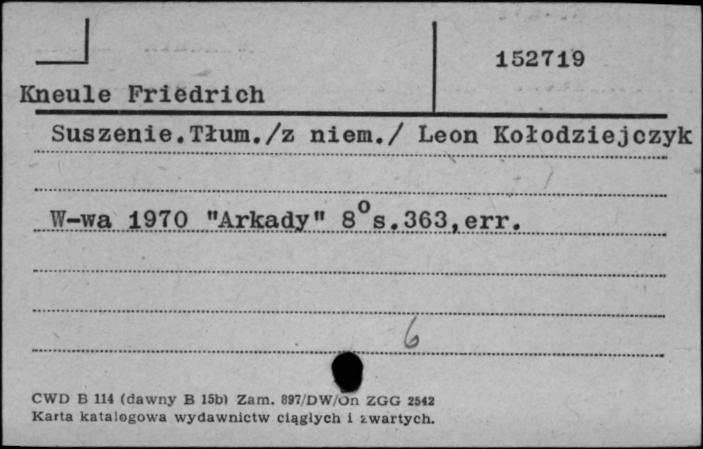 152719
Kneule Friedrich
Suszenie.Tłum./z niem./ Leon Kołodziejczyk
W-wa 1970 "Arkady" 8° s.363,err.
6
CWD B 114 (dawny B 15b) Zam. 897/DW/On ZGG 2542
Karta katalogowa wydawnictw ciągłych i zwartych.